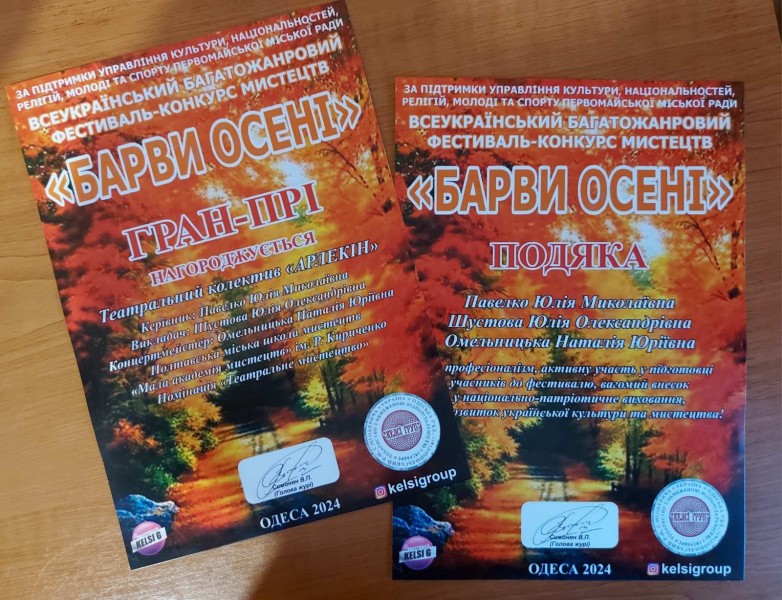 ЗА ПІДТРИМКИ УПРАВЛІННЯ КУЛЬТУРИ, НАЦІОНАЛЬНОСТЕЙ,
РЕЛІГІЙ, МОЛОДІ ТА СПОРТУ ПЕРВОМАЙСЬКОЇ МІСЬКОЇ РАДИ
ВСЕУКРАЇНСЬКИЙ БАГАТОЖАНРОВИЙ
ФЕСТИВАЛЬ-КОНКУРС МИСТЕЦТВ
«БАРВИ ОСЕНІ»
ГРАН-ПРІ
НАГОРОДЖУЄТЬСЯ
Театральний колектив «АРЛЕКІН»
Керівник: Павелко Юлія Миколаївна
Викладач: Шустова Юлія Олександрівна
Концертмейстер: Омельницька Наталія Юріївна
Полтавська міська школа мистецтв
«Мала академія мистецтв» ім. Р. Кириченко
Номінація «Театральне мистецтво»
«КЕЛСІ ГРУП»
Симонян В.П.
(Голова журі)
kelsigroup
KELSI G
ОДЕСА 2024
ЗА ПІДТРИМКИ УПРАВЛІННЯ КУЛЬТУРИ, НАЦІОНАЛЬНОСТЕЙ,
РЕЛІГІЙ, МОЛОДІ ТА СПОРТУ ПЕРВОМАЙСЬКОЇ МІСЬКОЇ РАДИ
ВСЕУКРАЇНСЬКИЙ БАГАТОЖАНРОВИЙ
ФЕСТИВАЛЬ-КОНКУРС МИСТЕЦТВ
«БАРВИ ОСЕНІ»
ПОДЯКА
Павелко Юлія Миколаївна
Шустова Юлія Олександрівна
Омельницька Наталія Юріївна
професіоналізм, активну участь у підготовці
учасників до фестивалю, вагомий внесок
у національно-патріотичне виховання,
розвиток української культури та мистецтва!
«КЕЛСІ ГРУП»
Симонян В.П.
(Голова журі)
KELSI G
ОДЕСА 2024
kelsigroup